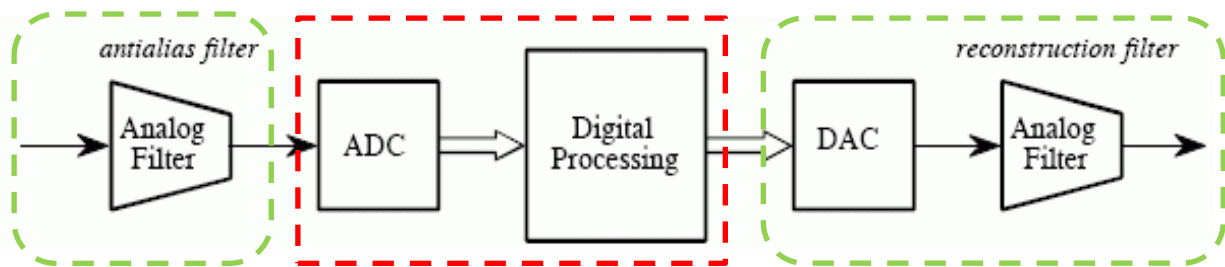 antialias filter
Analog
Filter
ADC
Digital
Processing
DAC
reconstruction filter
Analog
Filter